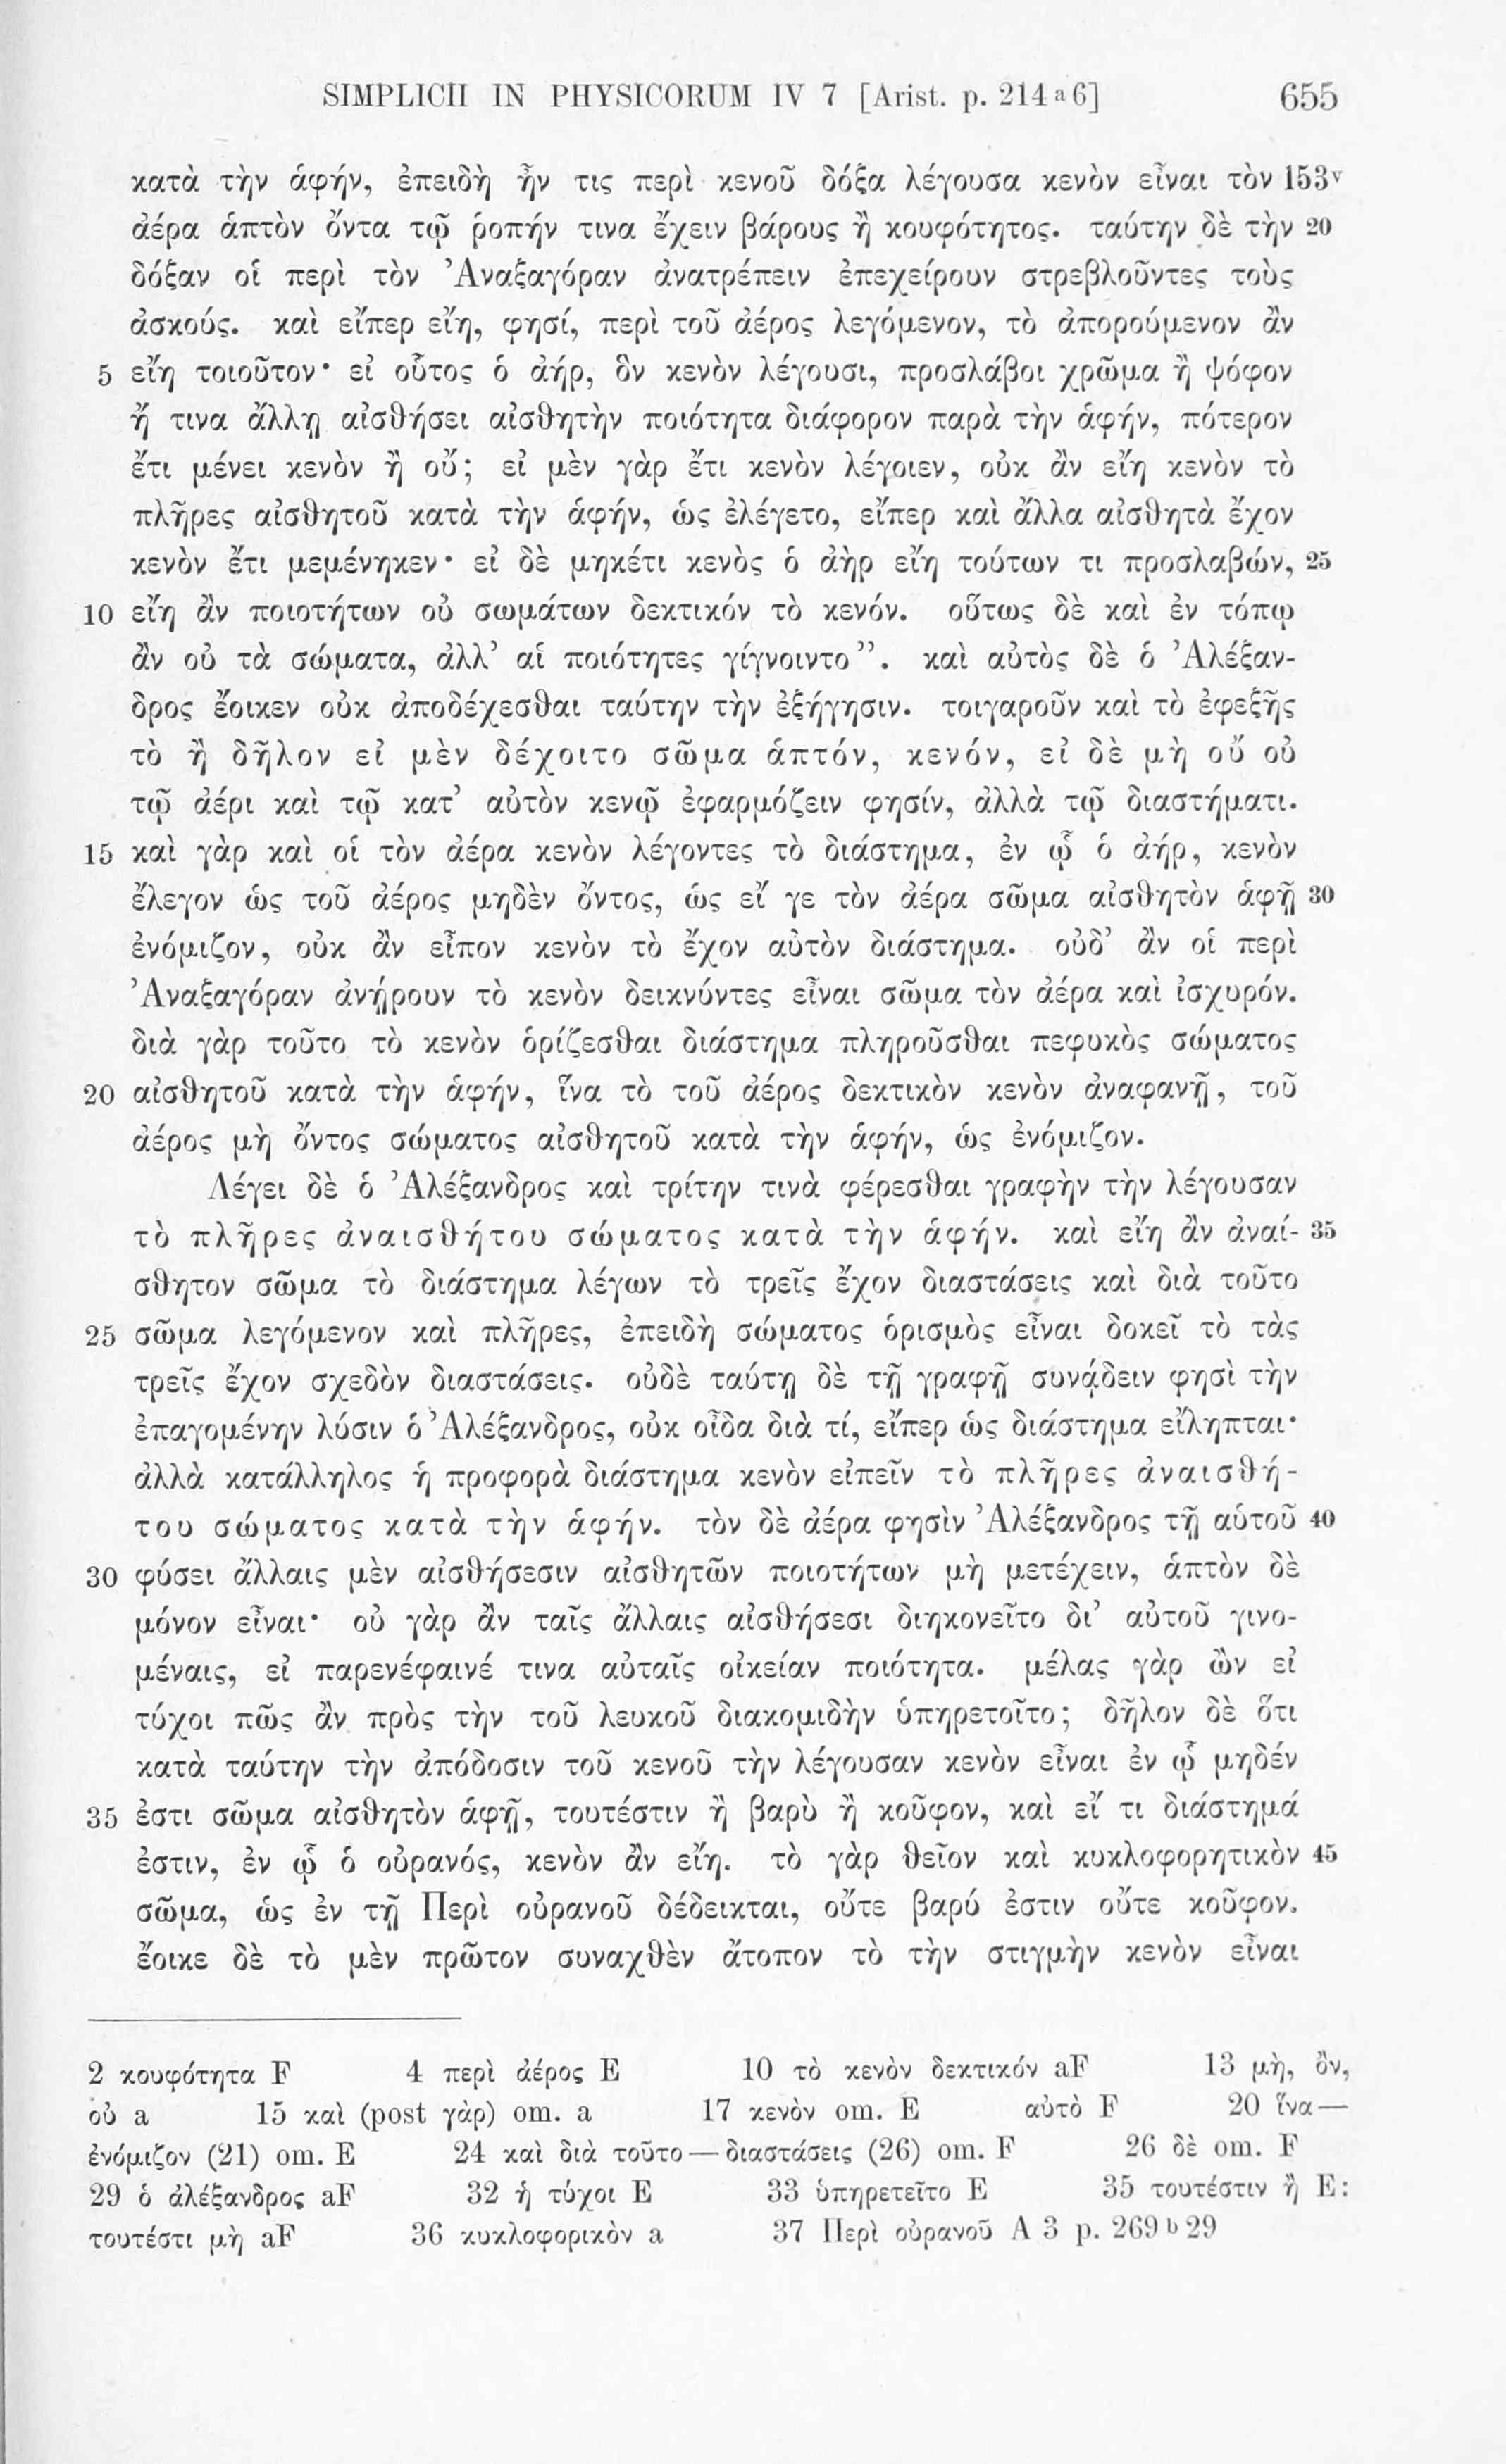 SIMPLICII IN PHYSICORUM IV 7 [Arist. p. 214 a 6] 655
κατὰ τὴν ἁφήν, ἐπειδὴ ἦν τις περὶ κενοῦ δόξα λέγουσα κενὸν εἶναι τὸν 153v
ἀέρα ἁπτὸν ὄντα τῷ ῥοπήν τινα ἔχειν βάρους ἢ κουφότητος. ταύτην δὲ τὴν 20
δόξαν οἱ περὶ τὸν Ἀναξαγόραν ἀνατρέπειν ἐπεχείρουν στρεβλοῦντες τοὺς
ἀσκούς. καὶ εἴπερ εἴη, φησί, περὶ τοῦ ἀέρος λεγόμενον, τὸ ἀπορούμενον ἂν
5 εἴη τοιοῦτον· εἰ οὗτος ὁ ἀήρ, ὃν κενὸν λέγουσι, προσλάβοι χρῶμα ἢ ψόφον
ἤ τινα ἄλλῃ αἰσθήσει αἰσθητὴν ποιότητα διάφορον παρὰ τὴν ἁφήν, πότερον
ἔτι μένει κενὸν ἢ οὔ; εἰ μὲν γὰρ ἔτι κενὸν λέγοιεν, οὐκ ἂν εἴη κενὸν τὸ
πλῆρες αἰσθητοῦ κατὰ τὴν ἁφήν, ὡς ἐλέγετο, εἴπερ καὶ ἄλλα αἰσθητὰ ἔχον
κενὸν ἔτι μεμένηκεν· εἰ δὲ μηκέτι κενὸς ὁ ἀὴρ εἴη τούτων τι προσλαβών, 25
10 εἴη ἂν ποιοτήτων οὐ σωμάτων δεκτικόν τὸ κενόν. οὕτως δὲ καὶ ἐν τόπῳ
ἂν οὐ τὰ σώματα, ἀλλ’ αἱ ποιότητες γίγνοιντο”. καὶ αὐτὸς δὲ ὁ Ἀλέξαν-
δρος ἔοικεν οὐκ ἀποδέχεσθαι ταύτην τὴν ἐξήγησιν. τοιγαροῦν καὶ τὸ ἐφεξῆς
τὸ ἢ δῆλον εἰ μὲν δέχοιτο σῶμα ἁπτόν, κενόν, εἰ δὲ μὴ οὔ οὐ
τῷ ἀέρι καὶ τῷ κατ’ αὐτὸν κενῷ ἐφαρμόζειν φησίν, ἀλλὰ τῷ διαστήματι.
15 καὶ γὰρ καὶ οἱ τὸν ἀέρα κενὸν λέγοντες τὸ διάστημα, ἐν ᾧ ὁ ἀήρ, κενὸν
ἔλεγον ὡς τοῦ ἀέρος μηδὲν ὄντος, ὡς εἴ γε τὸν ἀέρα σῶμα αἰσθητὸν ἁφῇ 30
ἐνόμιζον, οὐκ ἂν εἶπον κενὸν τὸ ἔχον αὐτὸν διάστημα. οὐδ’ ἂν οἱ περὶ
Ἀναξαγόραν ἀνῄρουν τὸ κενὸν δεικνύντες εἶναι σῶμα τὸν ἀέρα καὶ ἰσχυρόν.
διὰ γὰρ τοῦτο τὸ κενὸν ὁρίζεσθαι διάστημα πληροῦσθαι πεφυκὸς σώματος
20 αἰσθητοῦ κατὰ τὴν ἁφήν, ἵνα τὸ τοῦ ἀέρος δεκτικὸν κενὸν ἀναφανῇ, τοῦ
ἀέρος μὴ ὄντος σώματος αἰσθητοῦ κατὰ τὴν ἁφήν, ὡς ἐνόμιζον.
Λέγει δὲ ὁ Ἀλέξανδρος καὶ τρίτην τινὰ φέρεσθαι γραφὴν τὴν λέγουσαν
τὸ πλῆρες ἀναισθήτου σώματος κατὰ τὴν ἁφήν. καὶ εἴη ἂν ἀναί- 35
σθητον σῶμα τὸ διάστημα λέγων τὸ τρεῖς ἔχον διαστάσεις καὶ διὰ τοῦτο
25 σῶμα λεγόμενον καὶ πλῆρες, ἐπειδὴ σώματος ὁρισμὸς εἶναι δοκεῖ τὸ τὰς
τρεῖς ἔχον σχεδὸν διαστάσεις. οὐδὲ ταύτῃ δὲ τῇ γραφῇ συνᾴδειν φησὶ τὴν
ἐπαγομένην λύσιν ὁ Ἀλέξανδρος, οὐκ οἶδα διὰ τί, εἴπερ ὡς διάστημα εἴληπται·
ἀλλὰ κατάλληλος ἡ προφορὰ διάστημα κενὸν εἰπεῖν τὸ πλῆρες ἀναισθή-
του σώματος κατὰ τὴν ἁφήν. τὸν δὲ ἀέρα φησὶν Ἀλέξανδρος τῇ αὑτοῦ 40
30 φύσει ἄλλαις μὲν αἰσθήσεσιν αἰσθητῶν ποιοτήτων μὴ μετέχειν, ἁπτὸν δὲ
μόνον εἶναι· οὐ γὰρ ἂν ταῖς ἄλλαις αἰσθήσεσι διηκονεῖτο δι’ αὐτοῦ γινο-
μέναις, εἰ παρενέφαινέ τινα αὐταῖς οἰκείαν ποιότητα. μέλας γὰρ ὢν εἰ
τύχοι πῶς ἂν πρὸς τὴν τοῦ λευκοῦ διακομιδὴν ὑπηρετοῖτο; δῆλον δὲ ὅτι
κατὰ ταύτην τὴν ἀπόδοσιν τοῦ κενοῦ τὴν λέγουσαν κενὸν εἶναι ἐν ᾧ μηδέν
35 ἐστι σῶμα αἰσθητὸν ἁφῇ, τουτέστιν ἢ βαρὺ ἢ κοῦφον, καὶ εἴ τι διάστημά
ἐστιν, ἐν ᾧ ὁ οὐρανός, κενὸν ἂν εἴη. τὸ γὰρ θεῖον καὶ κυκλοφορητικὸν 45
σῶμα, ὡς ἐν τῇ Περὶ οὐρανοῦ δέδεικται, οὔτε βαρύ ἐστιν οὔτε κοῦφον.
ἔοικε δὲ τὸ μὲν πρῶτον συναχθὲν ἄτοπον τὸ τὴν στιγμὴν κενὸν εἶναι
2 κουφότητα F 4 περὶ ἀέρος E 10 τὸ κενὸν δεκτικόν aF 13 μὴ, ὂν,
οὐ a 15 καὶ (post γὰρ) om. a 17 κενὸν om. E αὐτὸ F 20 ἵνα—
ἐνόμιζον (21) om. E 24 καὶ διὰ τοῦτο—διαστάσεις (26) om. F 26 δὲ om. F
29 ὁ ἀλέξανδρος aF 32 ἡ τύχοι E 33 ὑπηρετεῖτο E 35 τουτέστιν ἢ E:
τουτέστι μὴ aF 36 κυκλοφορικὸν a 37 Περὶ οὐρανοῦ A 3 p. 269 b 29